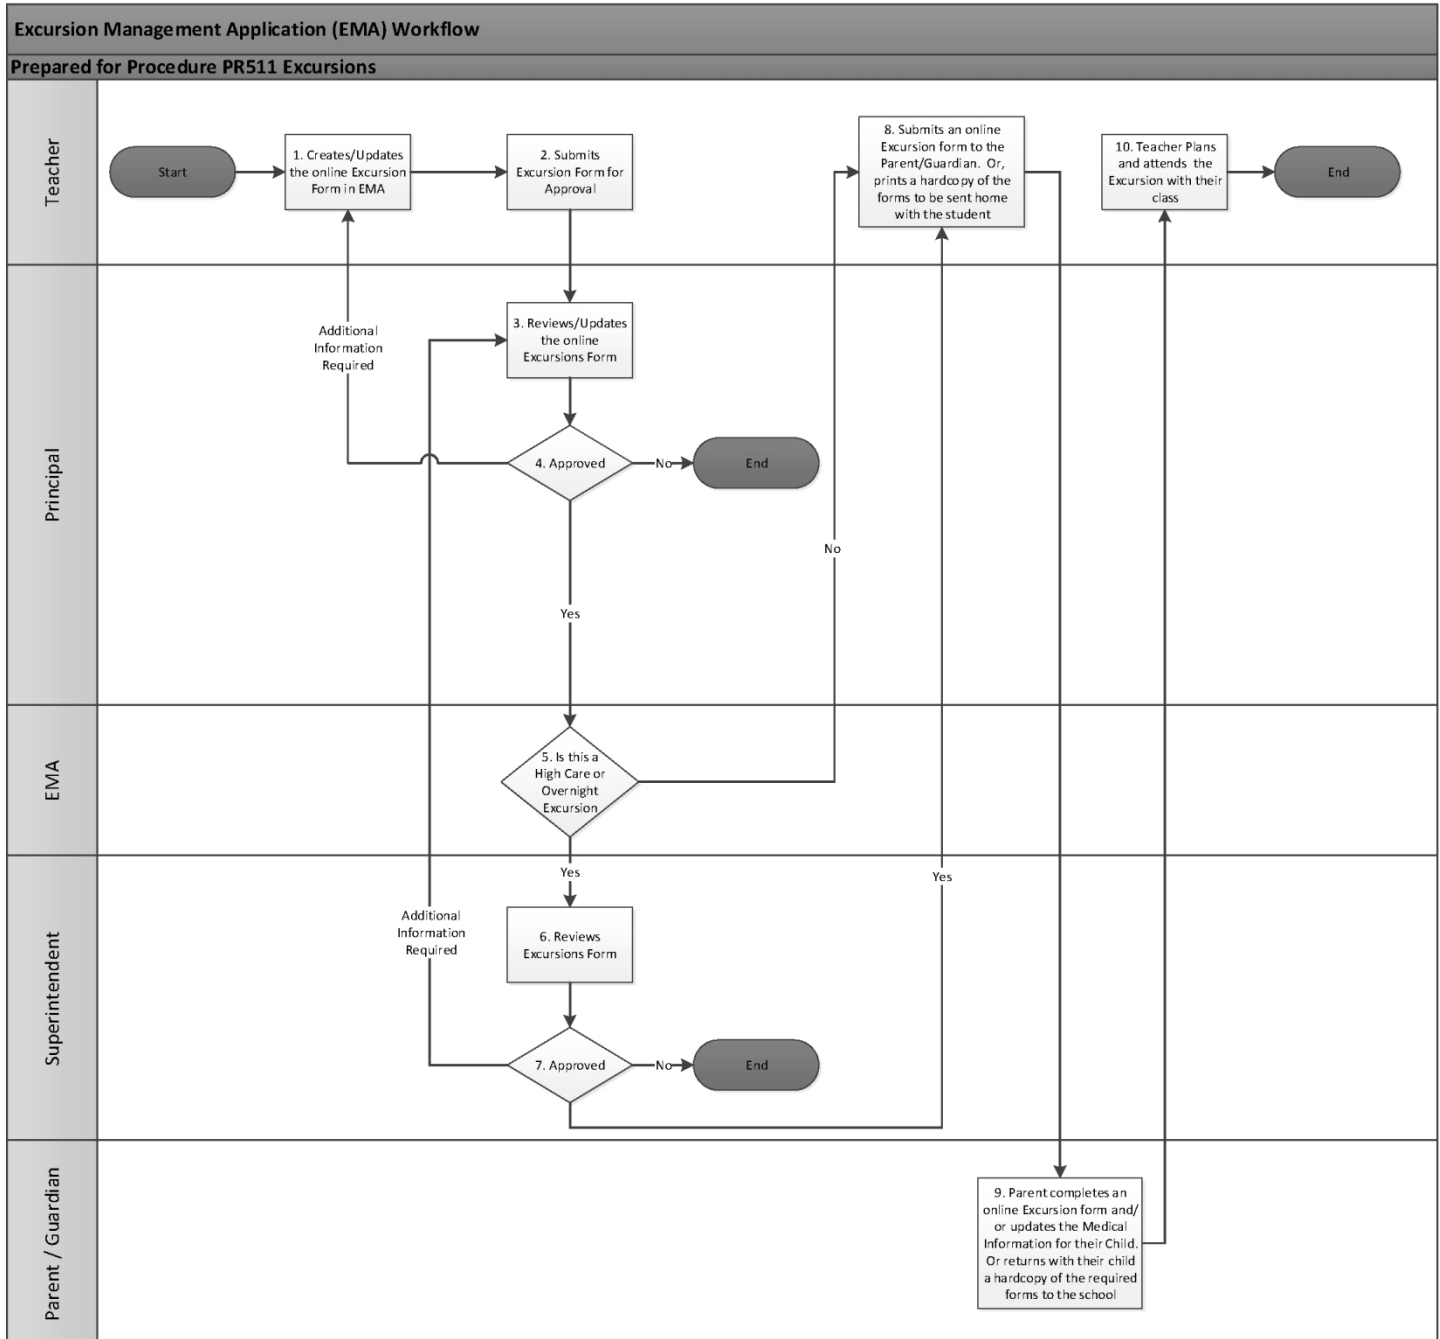 Excursion Management Application (EMA) Workflow
Prepared for Procedure PR511 Excursions
Teacher
Start
1. Creates/Updates
the online Excursion
Form in EMA
2. Submits
Excursion Form for
Approval
8. Submits an online
Excursion form to the
Parent/Guardian. Or,
prints a hardcopy of the
forms to be sent home
with the student
10. Teacher Plans
and attends the
Excursion with their
class
End
Principal
Additional
Information
Required
3. Reviews/Updates
the online
Excursions Form
4. Approved
No
End
No
Yes
EMA
5. Is this a
High Care or
Overnight
Excursion
Superintendent
Yes
Yes
Additional
Information
Required
6. Reviews
Excursions Form
7. Approved
No
End
Parent / Guardian
9. Parent completes an
online Excursion form and/
or updates the Medical
Information for their Child.
Or returns with their child
a hardcopy of the required
forms to the school